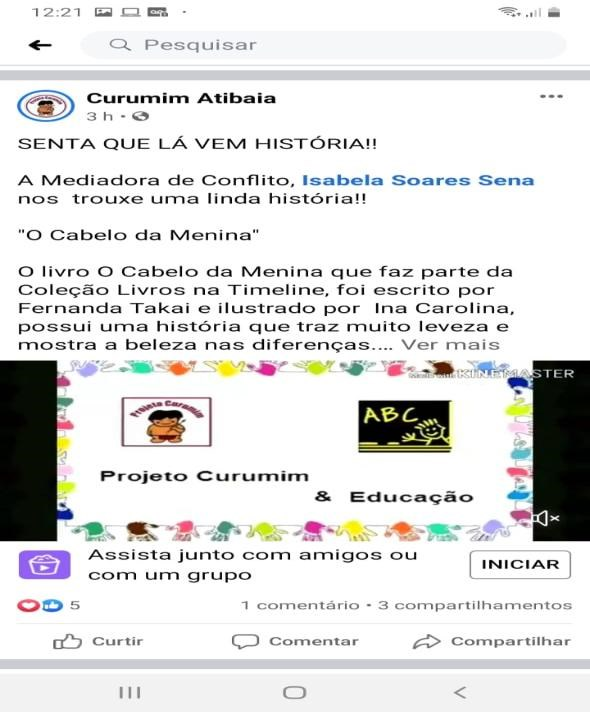 12:21
Pesquisar
Curumim Atibaia
3 h
SENTA QUE LÁ VEM HISTÓRIA!!
A Mediadora de Conflito, Isabela Soares Sena
nos trouxe uma linda história!!
"O Cabelo da Menina"
O livro O Cabelo da Menina que faz parte da
Coleção Livros na Timeline, foi escrito por
Fernanda Takai e ilustrado por Ina Carolina,
possui uma história que traz muito leveza e
mostra a beleza nas diferenças.... Ver mais
KINEMASTER
Projeto Curumim
ABC
Projeto Curumim
& Educação
Assista junto com amigos ou
com um grupo
INICIAR
5
1 comentário • 3 compartilhamentos
Curtir
Comentar
Compartilhar